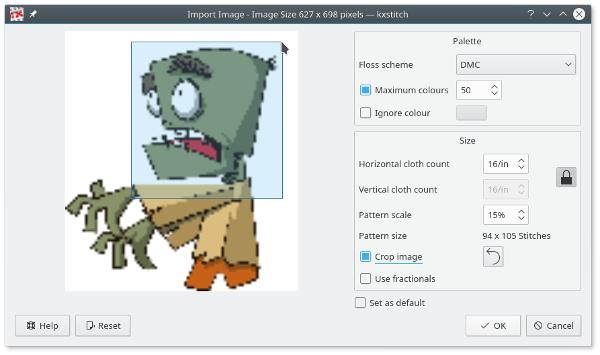 Import Image - Image Size 627 x 698 pixels — kxstitch
Palette
Floss scheme DMC
Maximum colours 50
Ignore colour
Size
Horizontal cloth count 16/in
Vertical cloth count 16/in
Pattern scale 15%
Pattern size 94 x 105 Stitches
Crop image
Use fractionals
Set as default
Help Reset OK Cancel